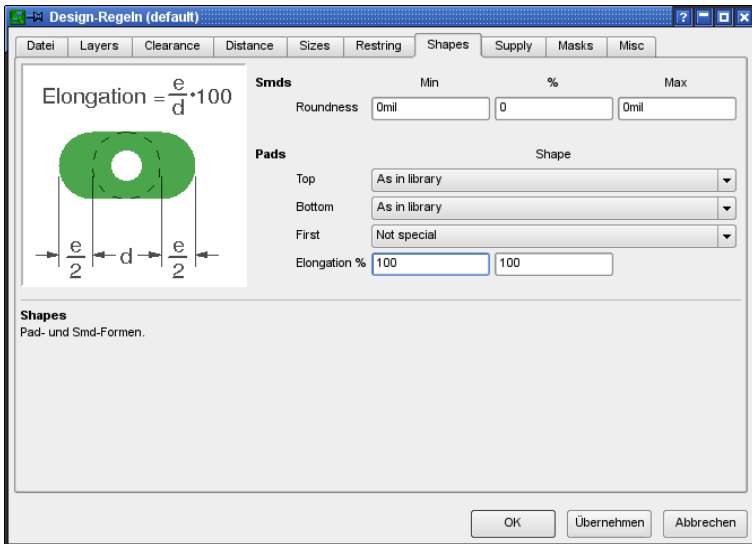 Design-Regeln (default)
Datei Layers Clearance Distance Sizes Restring Shapes Supply Masks Misc
Elongation = e/d·100
e/2 d e/2
Smds Min % Max
Roundness 0mil 0 0mil
Pads Shape
Top As in library
Bottom As in library
First Not special
Elongation % 100 100
Shapes
Pad- und Smd-Formen.
OK Übernehmen Abbrechen